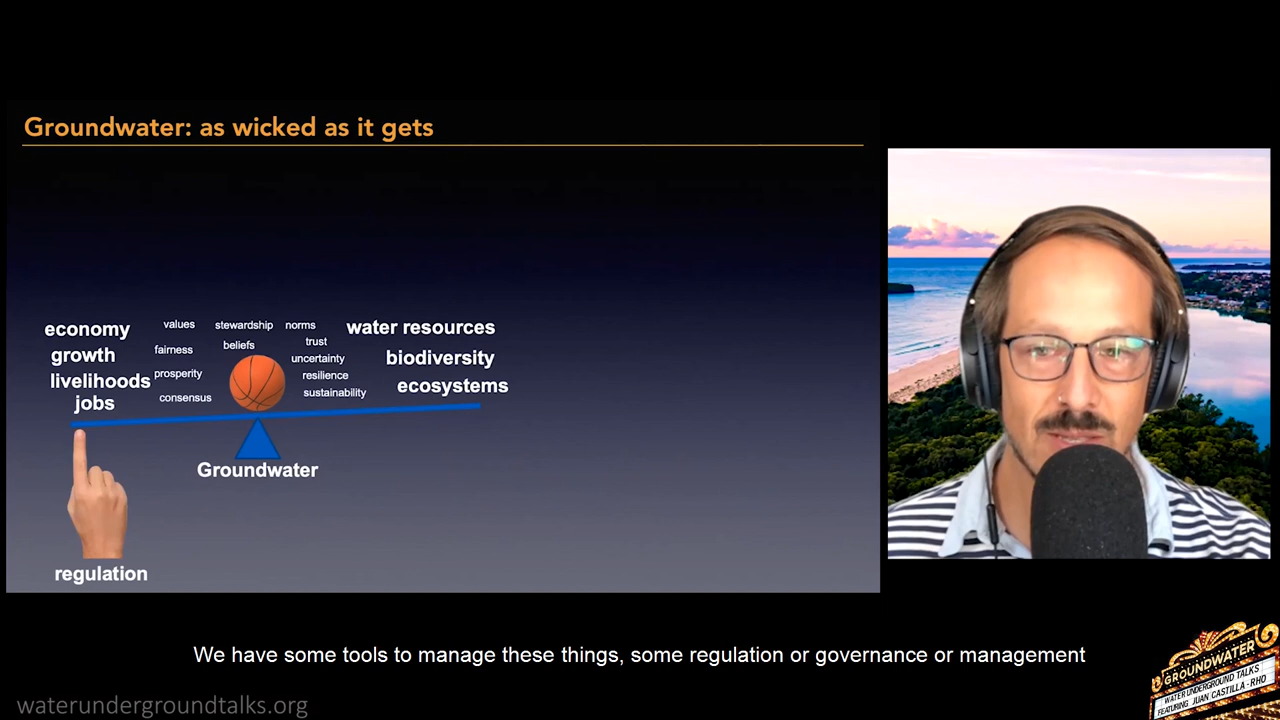 Groundwater: as wicked as it gets
economy
growth
livelihoods
jobs
values
stewardship
norms
beliefs
fairness
trust
uncertainty
prosperity
resilience
consensus
sustainability
water resources
biodiversity
ecosystems
Groundwater
regulation
We have some tools to manage these things, some regulation or governance or management
waterundergroundtalks.org
GROUNDWATER
WATER UNDERGROUND TALKS
FEATURING JUAN CASTILLA-RHO